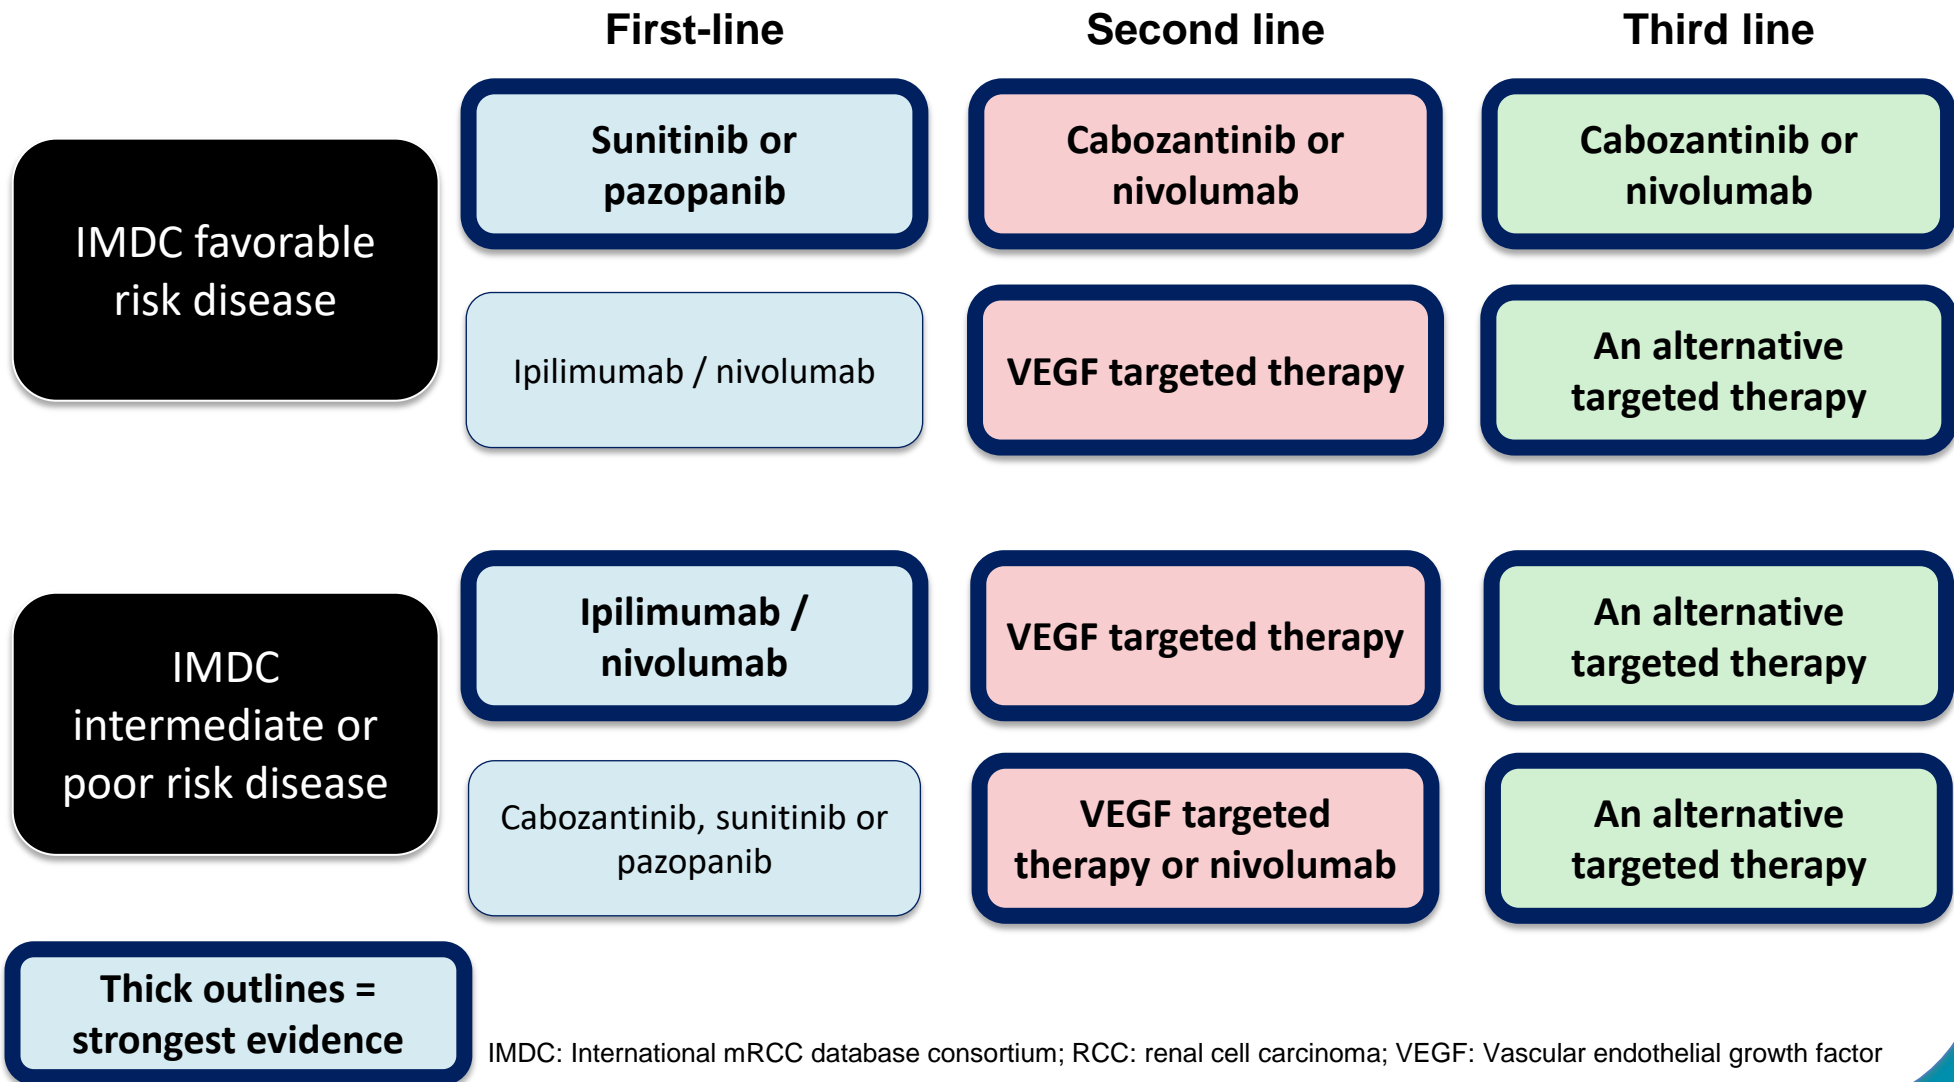 First-line
Second line
Third line
IMDC favorable
risk disease
Sunitinib or
pazopanib
Cabozantinib or
nivolumab
Cabozantinib or
nivolumab
Ipilimumab / nivolumab
VEGF targeted therapy
An alternative
targeted therapy
IMDC
intermediate or
poor risk disease
Ipilimumab /
nivolumab
VEGF targeted therapy
An alternative
targeted therapy
Cabozantinib, sunitinib or
pazopanib
VEGF targeted
therapy or nivolumab
An alternative
targeted therapy
Thick outlines =
strongest evidence
IMDC: International mRCC database consortium; RCC: renal cell carcinoma; VEGF: Vascular endothelial growth factor